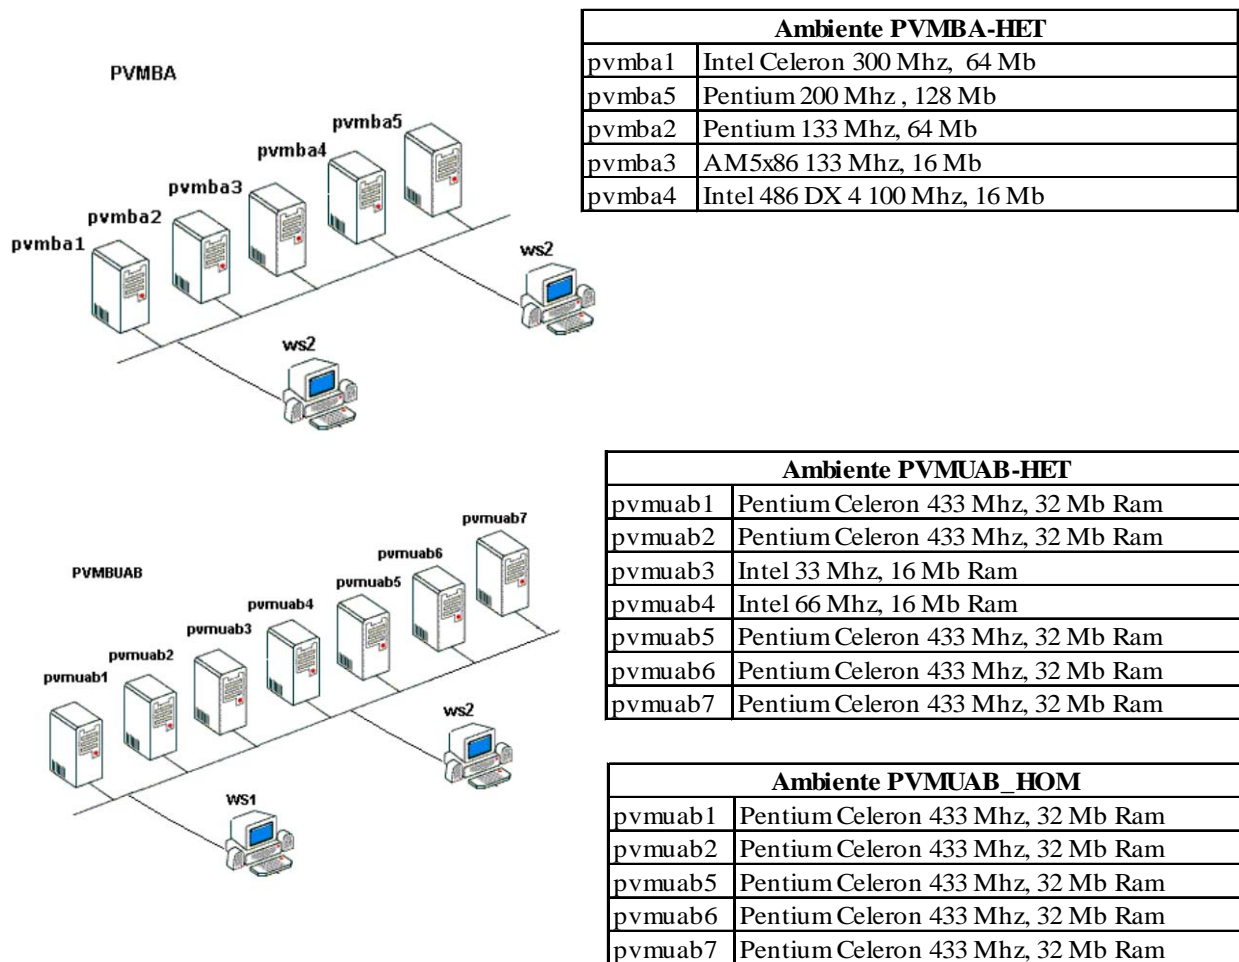 PVMBA
pvmba1
pvmba2
pvmba3
pvmba4
pvmba5
ws2
ws2
Ambiente PVMBA-HET
pvmba1 Intel Celeron 300 Mhz, 64 Mb
pvmba5 Pentium 200 Mhz , 128 Mb
pvmba2 Pentium 133 Mhz, 64 Mb
pvmba3 AM5x86 133 Mhz, 16 Mb
pvmba4 Intel 486 DX 4 100 Mhz, 16 Mb
PVMBUAB
pvmuab1
pvmuab2
pvmuab3
pvmuab4
pvmuab5
pvmuab6
pvmuab7
WS1
ws2
Ambiente PVMUAB-HET
pvmuab1 Pentium Celeron 433 Mhz, 32 Mb Ram
pvmuab2 Pentium Celeron 433 Mhz, 32 Mb Ram
pvmuab3 Intel 33 Mhz, 16 Mb Ram
pvmuab4 Intel 66 Mhz, 16 Mb Ram
pvmuab5 Pentium Celeron 433 Mhz, 32 Mb Ram
pvmuab6 Pentium Celeron 433 Mhz, 32 Mb Ram
pvmuab7 Pentium Celeron 433 Mhz, 32 Mb Ram
Ambiente PVMUAB_HOM
pvmuab1 Pentium Celeron 433 Mhz, 32 Mb Ram
pvmuab2 Pentium Celeron 433 Mhz, 32 Mb Ram
pvmuab5 Pentium Celeron 433 Mhz, 32 Mb Ram
pvmuab6 Pentium Celeron 433 Mhz, 32 Mb Ram
pvmuab7 Pentium Celeron 433 Mhz, 32 Mb Ram